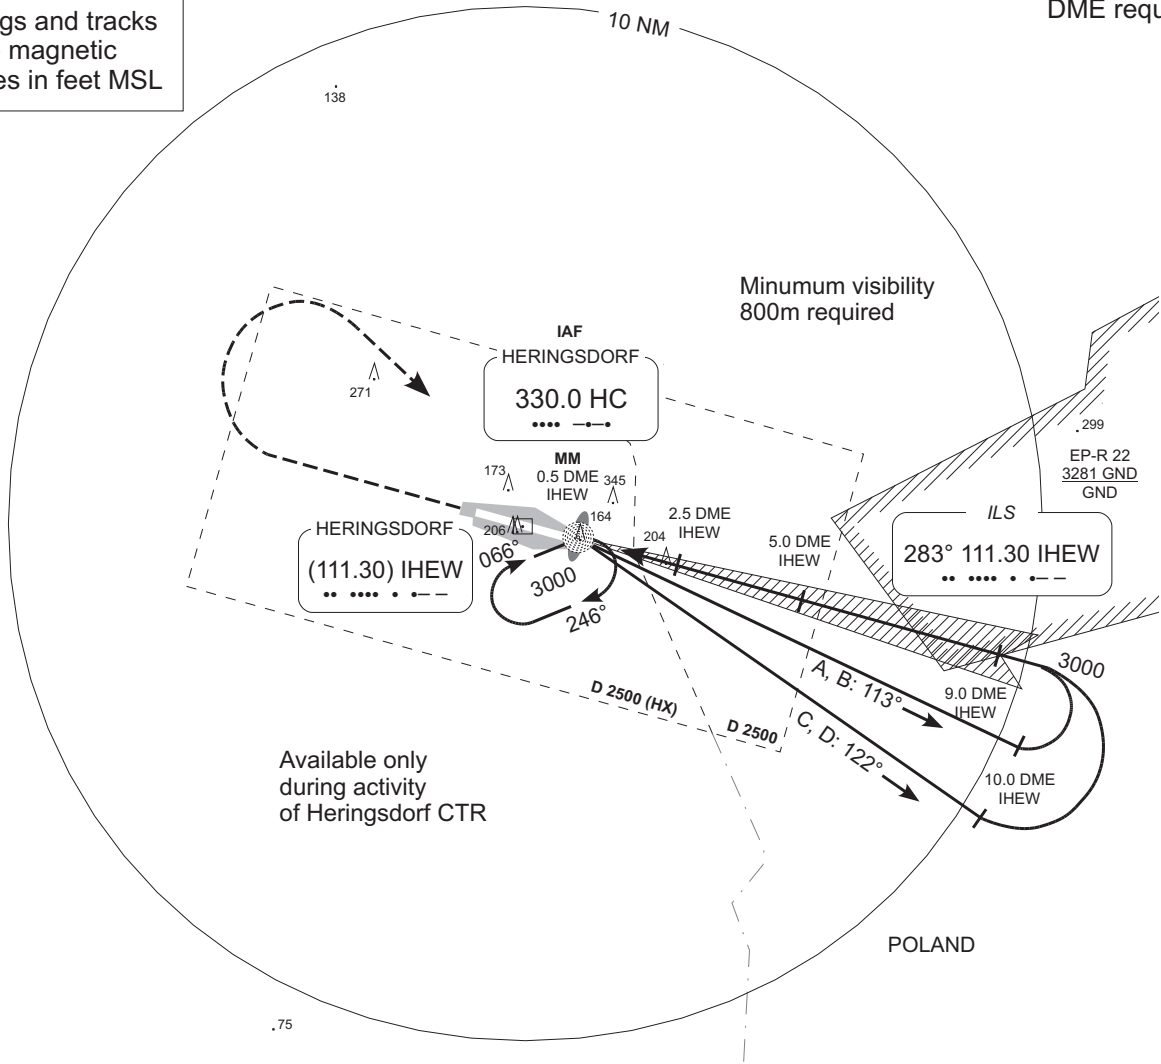 gs and tracks
magnetic
es in feet MSL
10 NM
DME requ
138
Minumum visibility
800m required
IAF
HERINGSDORF
330.0 HC
271
299
EP-R 22
3281 GND
GND
MM
0.5 DME
IHEW
173
345
164
206
2.5 DME
IHEW
204
5.0 DME
IHEW
ILS
283° 111.30 IHEW
HERINGSDORF
(111.30) IHEW
066°
3000
246°
3000
A, B: 113°
9.0 DME
IHEW
C, D: 122°
D 2500 (HX)
D 2500
10.0 DME
IHEW
Available only
during activity
of Heringsdorf CTR
POLAND
75